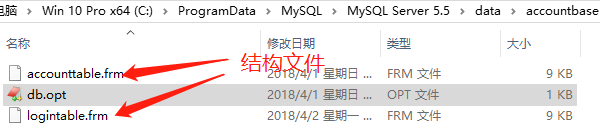 电脑 > Win 10 Pro x64 (C:) > ProgramData > MySQL > MySQL Server 5.5 > data > accountbase
名称 修改日期 类型 大小
accounttable.frm 2018/4/1 星期日 ... FRM 文件 9 KB
db.opt 2018/4/1 星期日 ... OPT 文件 1 KB
logintable.frm 2018/4/2 星期一 ... FRM 文件 9 KB
结构文件